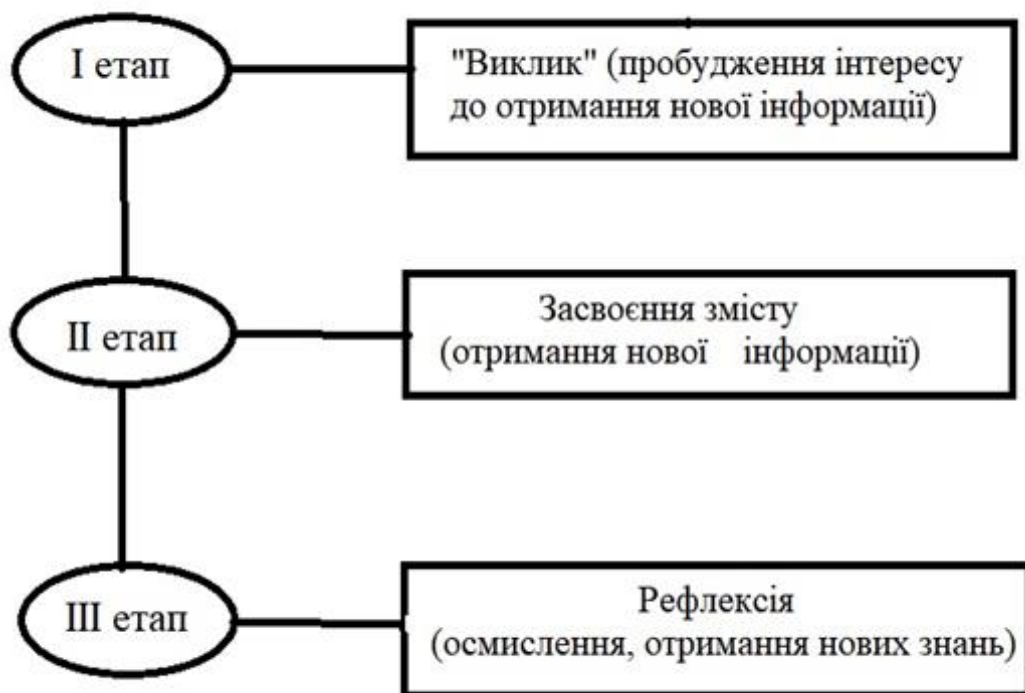 І етап
"Виклик" (пробудження інтересу
до отримання нової інформації)
ІІ етап
Засвоєння змісту
(отримання нової інформації)
ІІІ етап
Рефлексія
(осмислення, отримання нових знань)